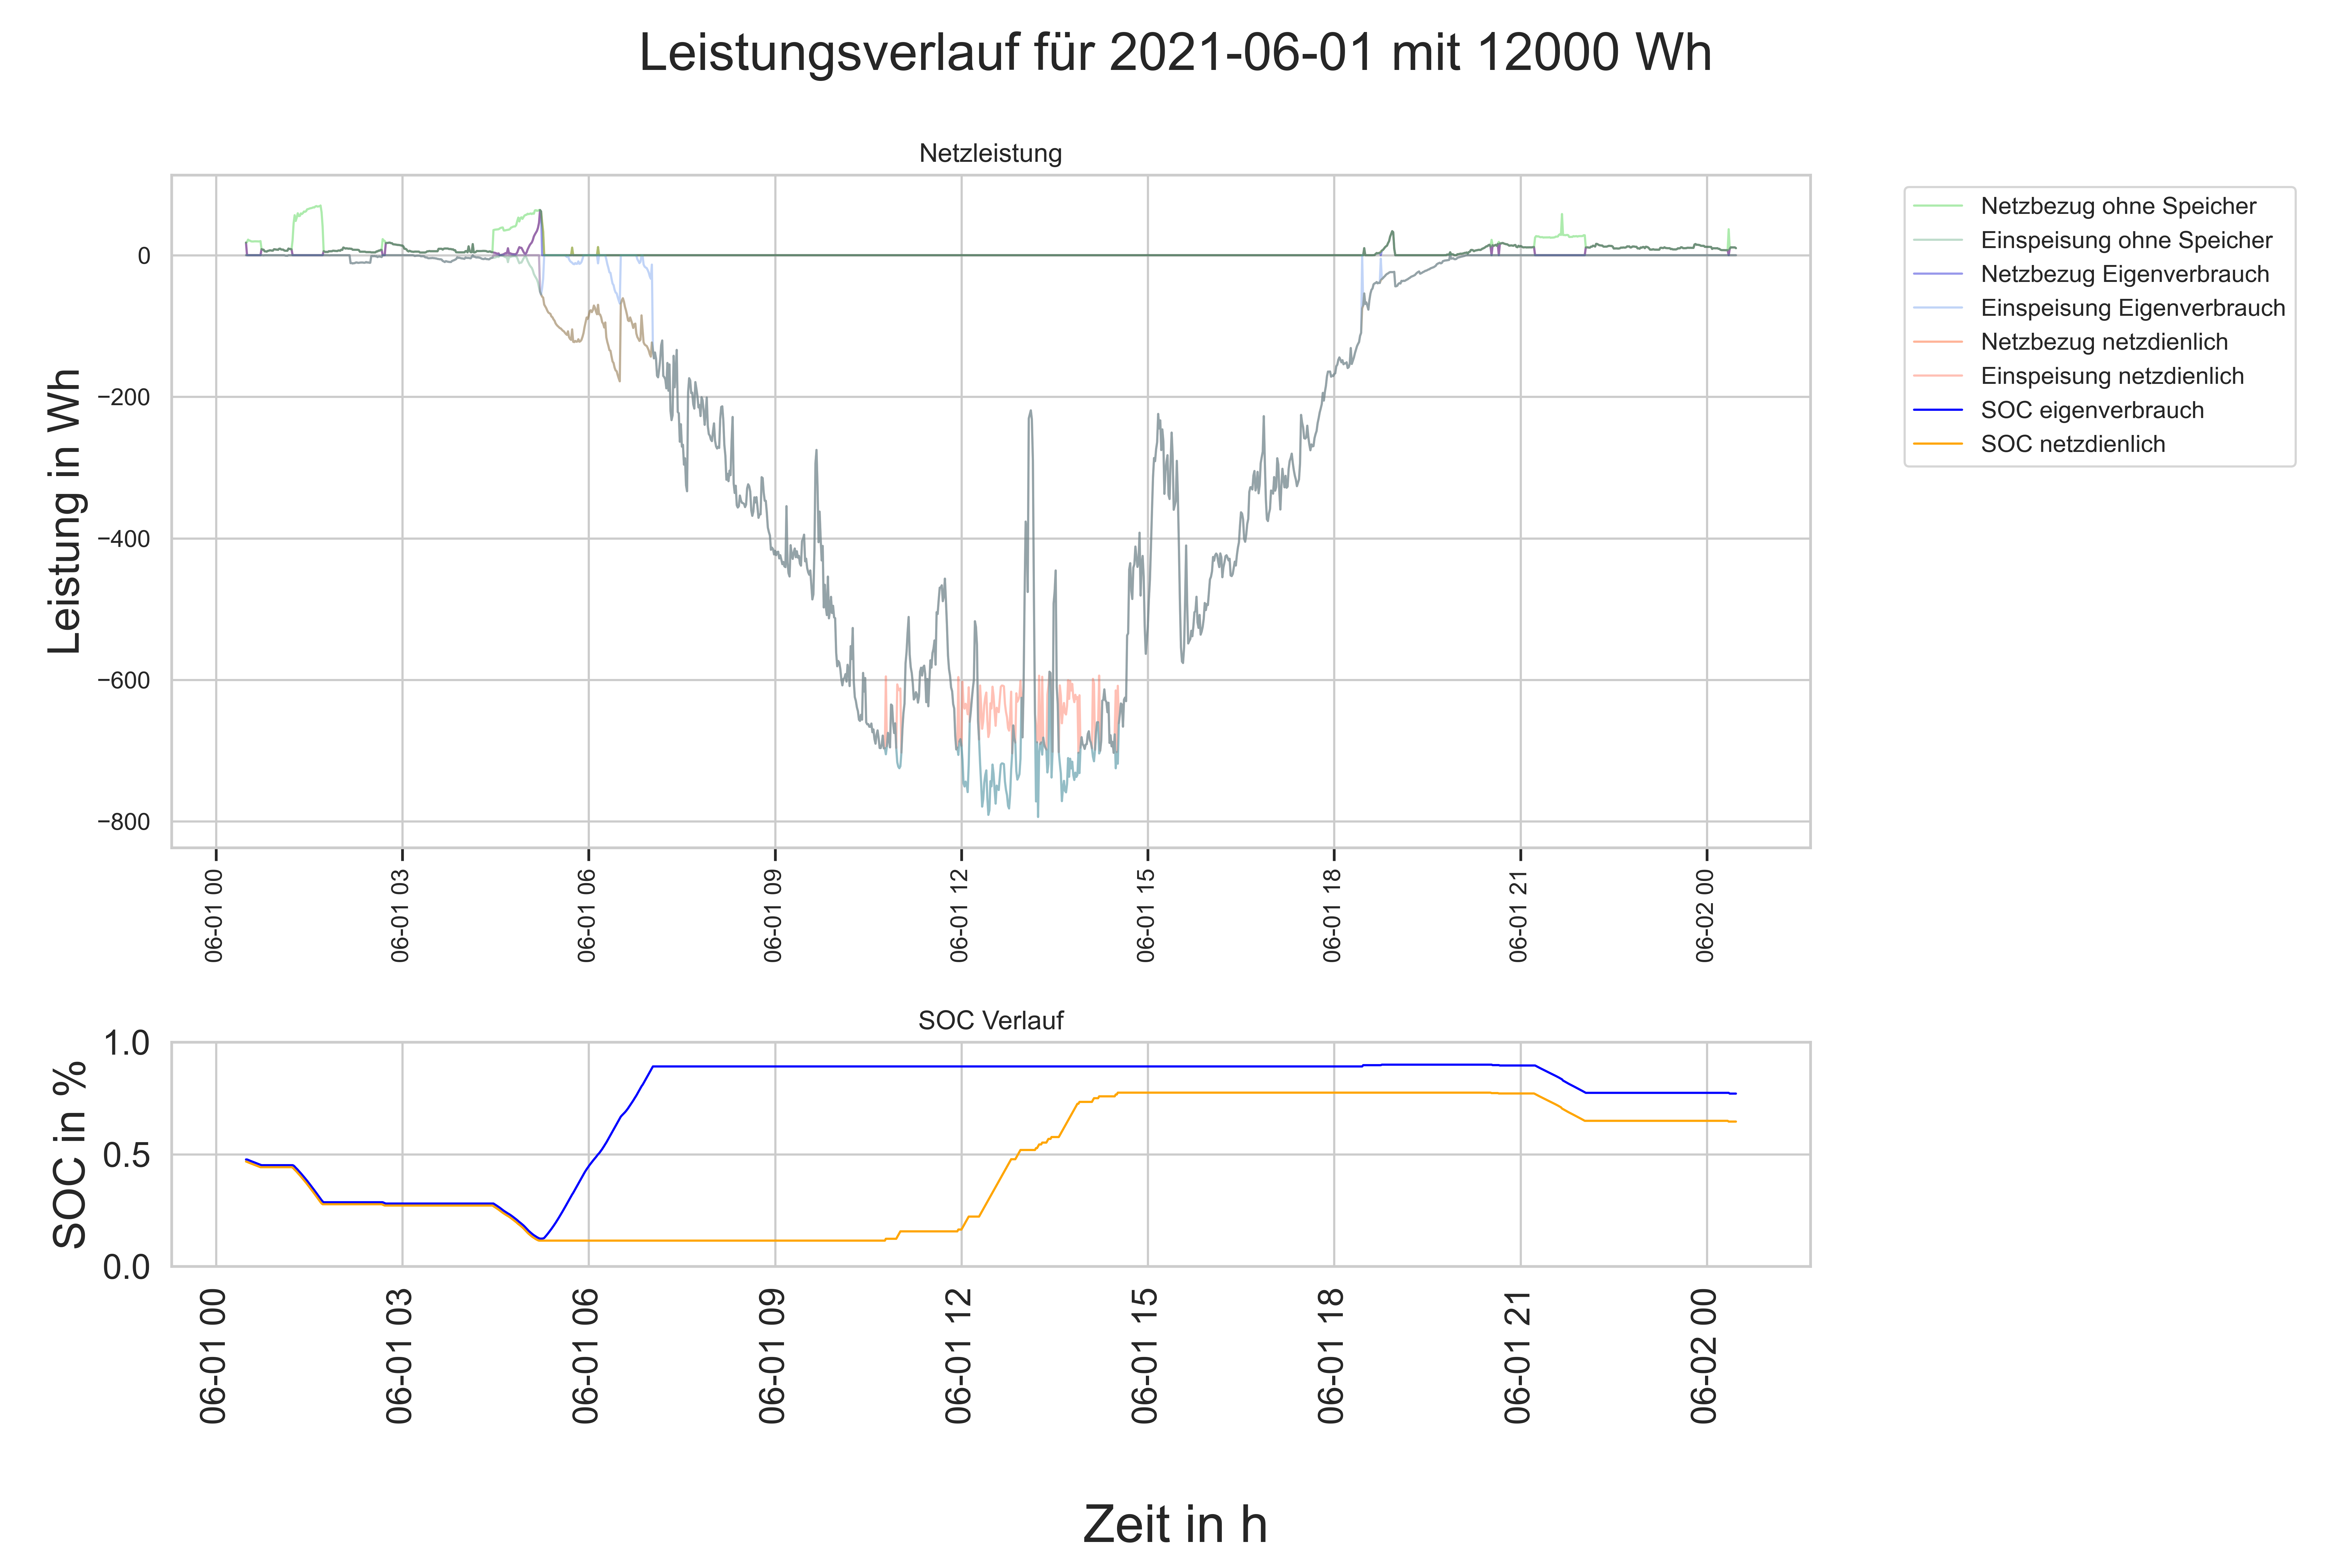 Leistungsverlauf für 2021-06-01 mit 12000 Wh
Netzleistung
Leistung in Wh
0
−200
−400
−600
−800
06-01 00
06-01 03
06-01 06
06-01 09
06-01 12
06-01 15
06-01 18
06-01 21
06-02 00
Netzbezug ohne Speicher
Einspeisung ohne Speicher
Netzbezug Eigenverbrauch
Einspeisung Eigenverbrauch
Netzbezug netzdienlich
Einspeisung netzdienlich
SOC eigenverbrauch
SOC netzdienlich
SOC Verlauf
SOC in %
1.0
0.5
0.0
06-01 00
06-01 03
06-01 06
06-01 09
06-01 12
06-01 15
06-01 18
06-01 21
06-02 00
Zeit in h